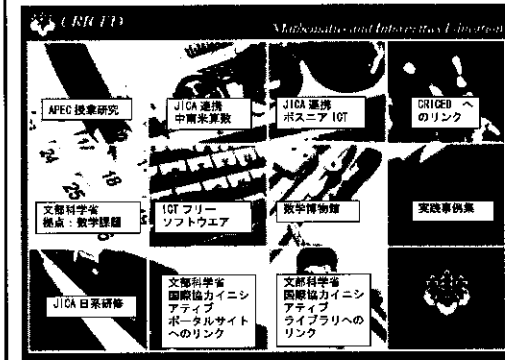 CRICED
Mathematics and
Education
APEC 授業研究
JICA 連携
中南米算数
JICA 連携
ボスニア IGT
CRICED へ
のリンク
文部科学省
拠点:数学課題
IGT フリー
ソフトウエア
数学博物館
実践事例集
JICA 日系研修
文部科学省
国際協力イニシ
アティブ
ポータルサイト
へのリンク
文部科学省
国際協力イニシ
アティブ
ライブラリへの
リンク